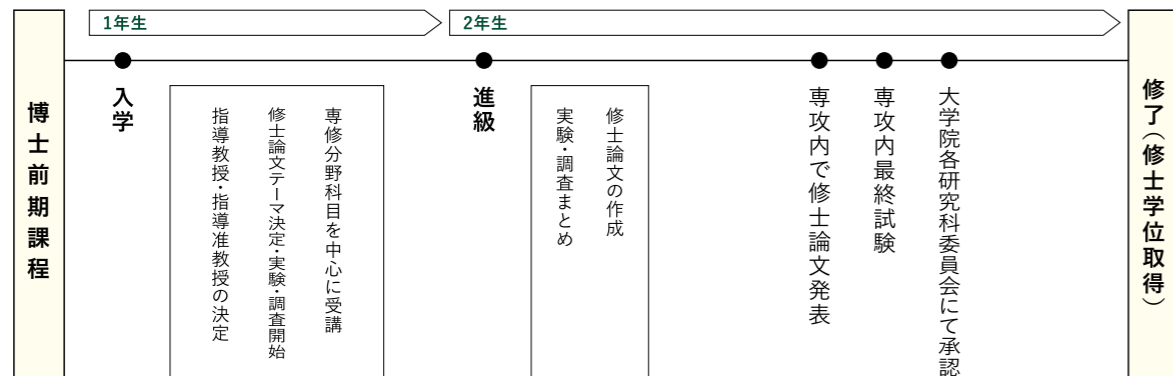 博士前期課程
1年生
入学
指導教授・指導准教授の決定
修士論文テーマ決定・実験・調査開始
専修分野科目を中心に受講
2年生
進級
実験・調査まとめ
修士論文の作成
専攻内で修士論文発表
専攻内最終試験
大学院各研究科委員会にて承認
修了(修士学位取得)